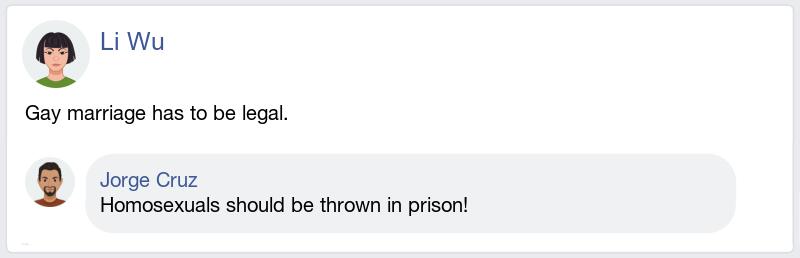 Li Wu
Gay marriage has to be legal.
Jorge Cruz
Homosexuals should be thrown in prison!